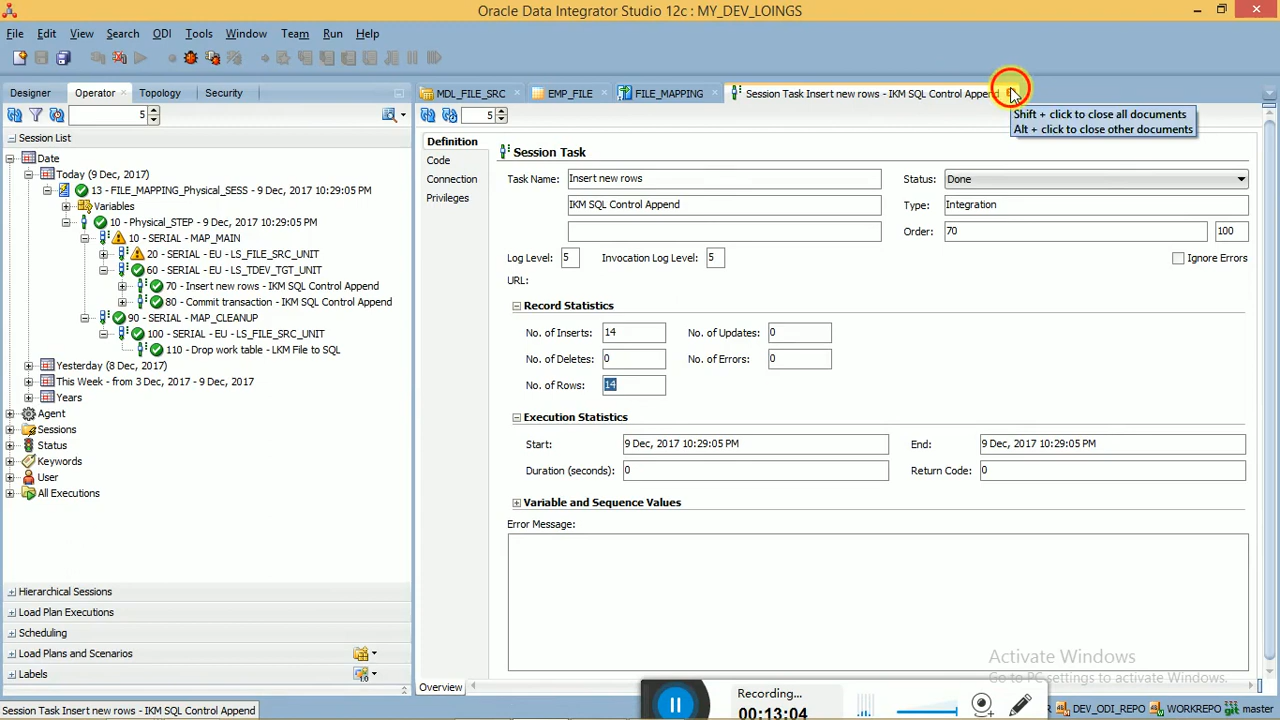 Oracle Data Integrator Studio 12c : MY_DEV_LOINGS
File Edit View Search ODI Tools Window Team Run Help
Designer Operator Topology Security
MDL_FILE_SRC EMP_FILE FILE_MAPPING Session Task Insert new rows - IKM SQL Control Append
Shift + click to close all documents
Alt + click to close other documents
5
5
Session List
Date
Today (9 Dec, 2017)
13 - FILE_MAPPING_Physical_SESS - 9 Dec, 2017 10:29:05 PM
Variables
10 - Physical_STEP - 9 Dec, 2017 10:29:05 PM
10 - SERIAL - MAP_MAIN
20 - SERIAL - EU - LS_FILE_SRC_UNIT
60 - SERIAL - EU - LS_TDEV_TGT_UNIT
70 - Insert new rows - IKM SQL Control Append
80 - Commit transaction - IKM SQL Control Append
90 - SERIAL - MAP_CLEANUP
100 - SERIAL - EU - LS_FILE_SRC_UNIT
110 - Drop work table - LKM File to SQL
Yesterday (8 Dec, 2017)
This Week - from 3 Dec, 2017 - 9 Dec, 2017
Years
Agent
Sessions
Status
Keywords
User
All Executions
Hierarchical Sessions
Load Plan Executions
Scheduling
Load Plans and Scenarios
Labels
Definition
Code
Connection
Privileges
Session Task
Task Name: Insert new rows Status: Done
IKM SQL Control Append Type: Integration
Order: 70 100
Log Level: 5 Invocation Log Level: 5 Ignore Errors
URL:
Record Statistics
No. of Inserts: 14 No. of Updates: 0
No. of Deletes: 0 No. of Errors: 0
No. of Rows: 14
Execution Statistics
Start: 9 Dec, 2017 10:29:05 PM End: 9 Dec, 2017 10:29:05 PM
Duration (seconds): 0 Return Code: 0
Variable and Sequence Values
Error Message:
Activate Windows
Go to PC settings to activate Windows.
Overview
Recording...
00:13:04
Session Task Insert new rows - IKM SQL Control Append
DEV_ODI_REPO WORKREPO git master